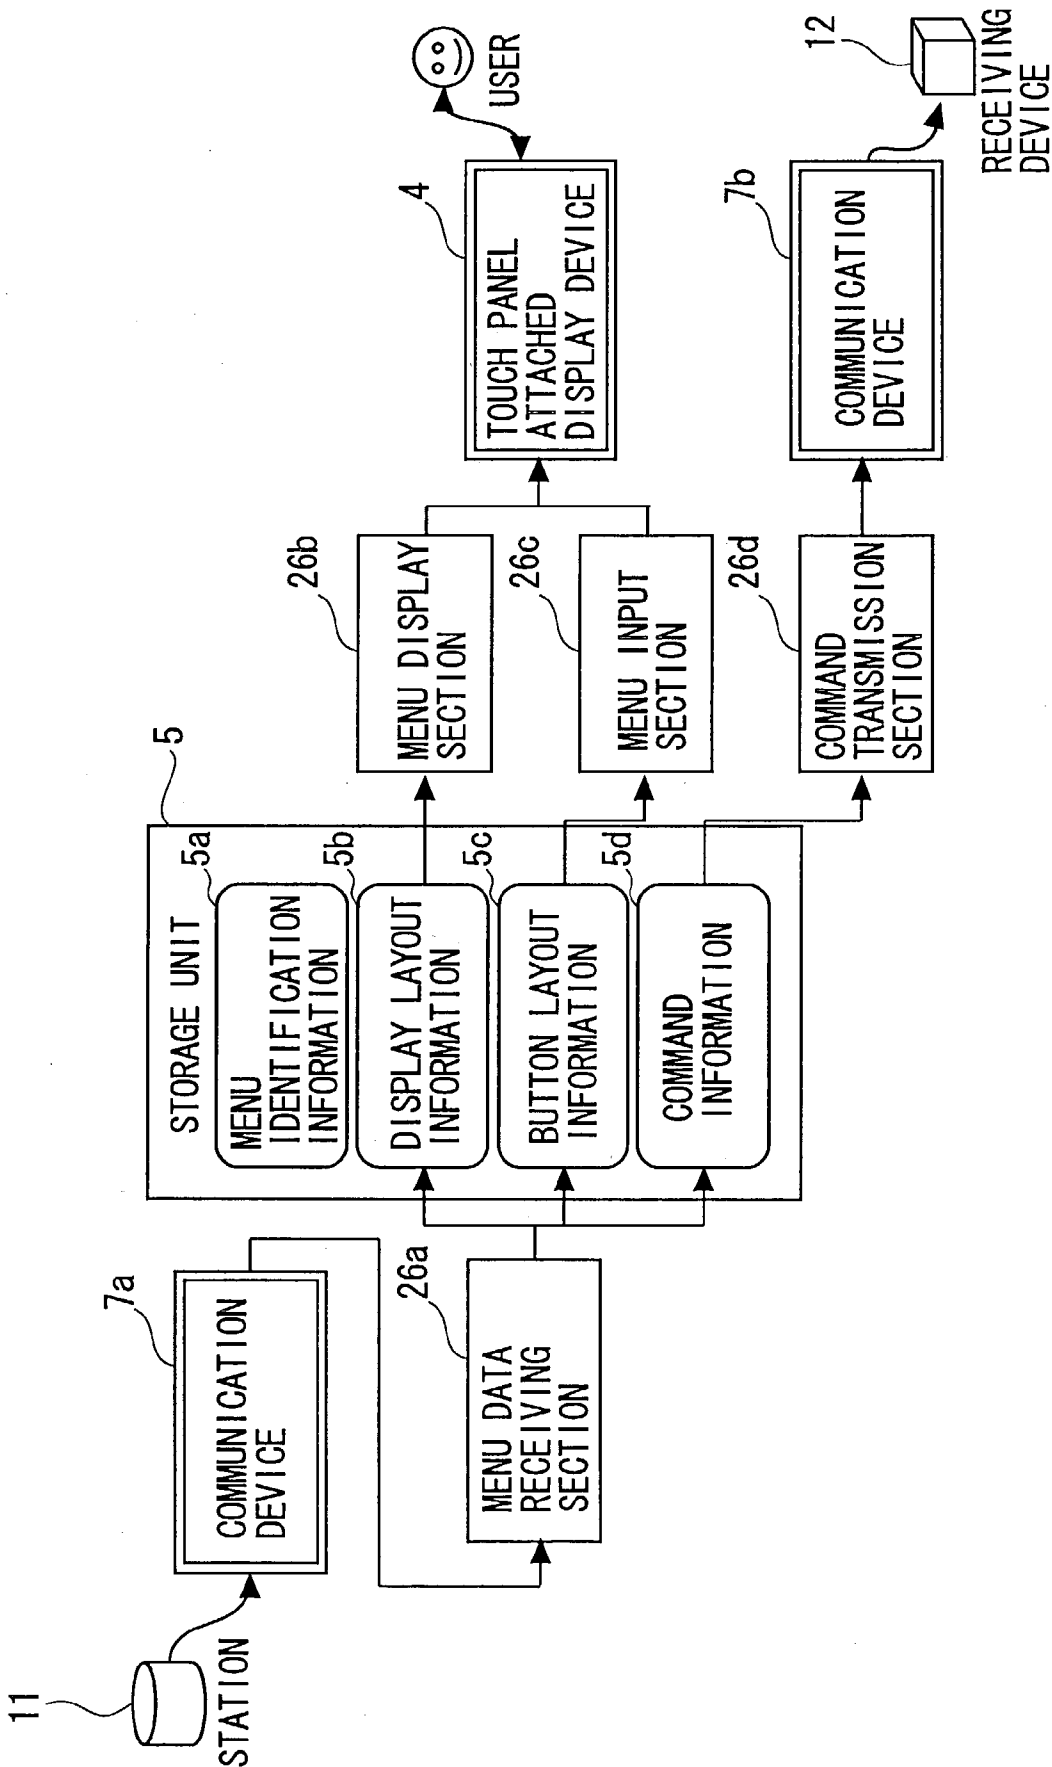 11
STATION
7a
COMMUNICATION
DEVICE
26a
MENU DATA
RECEIVING
SECTION
5
STORAGE UNIT
5a
MENU
IDENTIFICATION
INFORMATION
5b
DISPLAY LAYOUT
INFORMATION
5c
BUTTON LAYOUT
INFORMATION
5d
COMMAND
INFORMATION
26b
MENU DISPLAY
SECTION
26c
MENU INPUT
SECTION
26d
COMMAND
TRANSMISSION
SECTION
4
TOUCH PANEL
ATTACHED
DISPLAY DEVICE
USER
7b
COMMUNICATION
DEVICE
12
RECEIVING
DEVICE